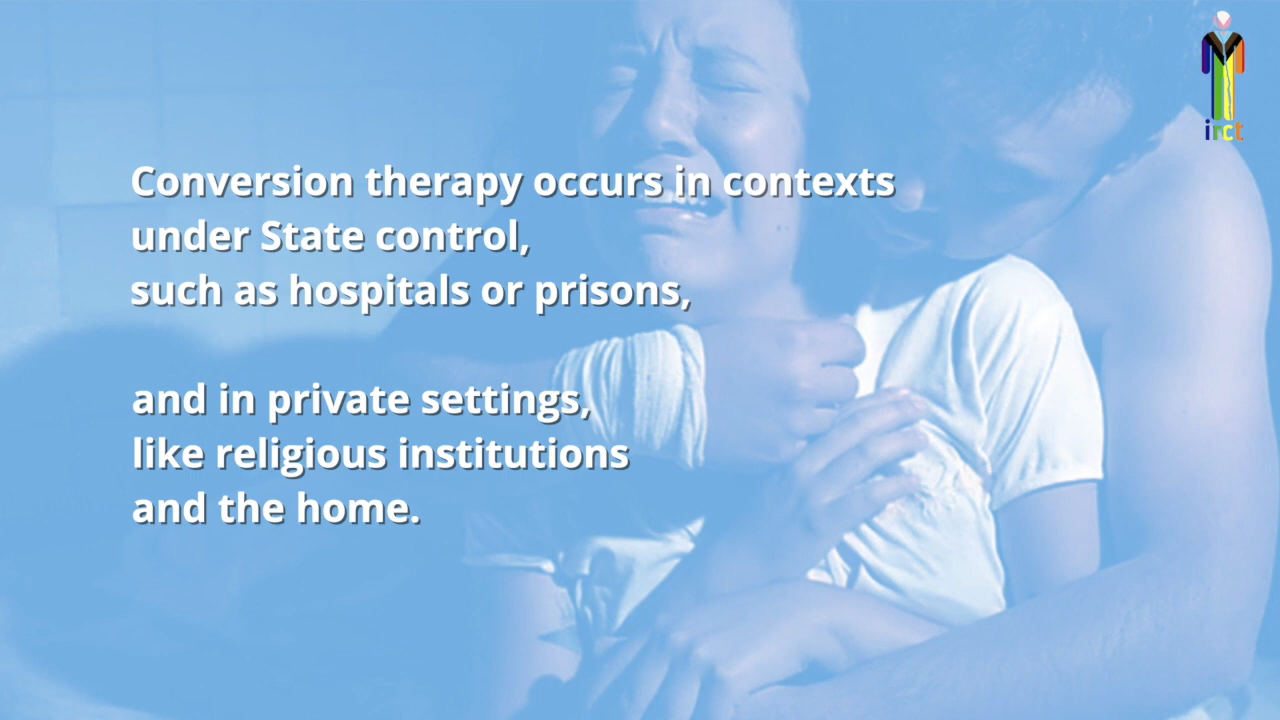 irct
Conversion therapy occurs in contexts
under State control,
such as hospitals or prisons,
and in private settings,
like religious institutions
and the home.